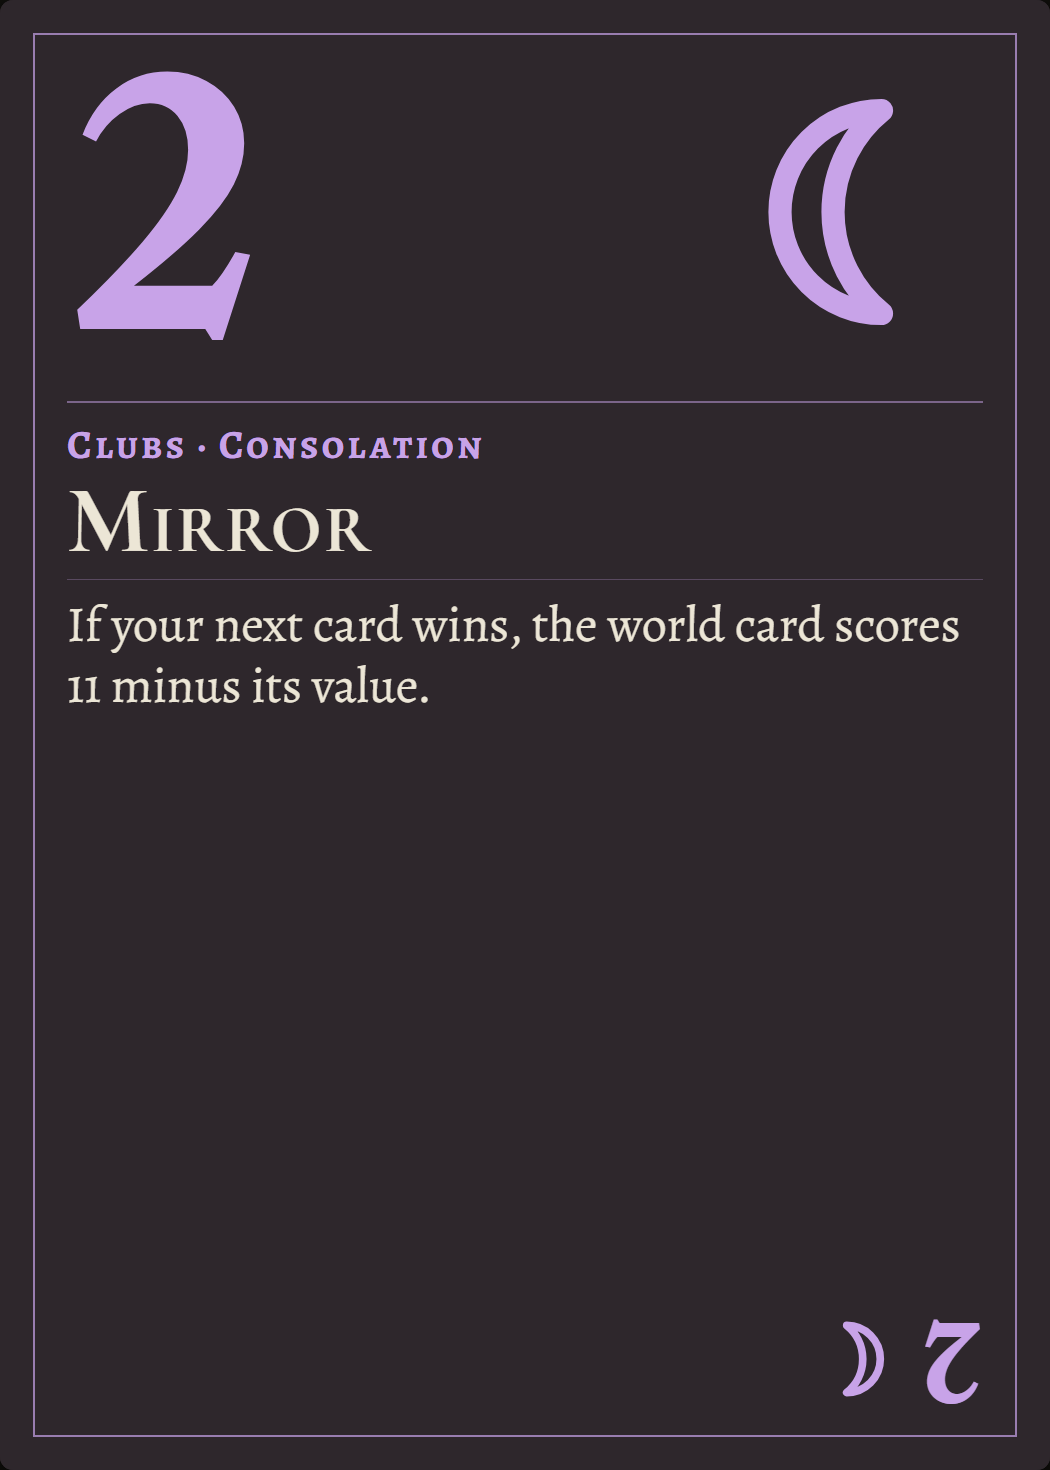 2
Clubs · Consolation
Mirror
If your next card wins, the world card scores
11 minus its value.
2